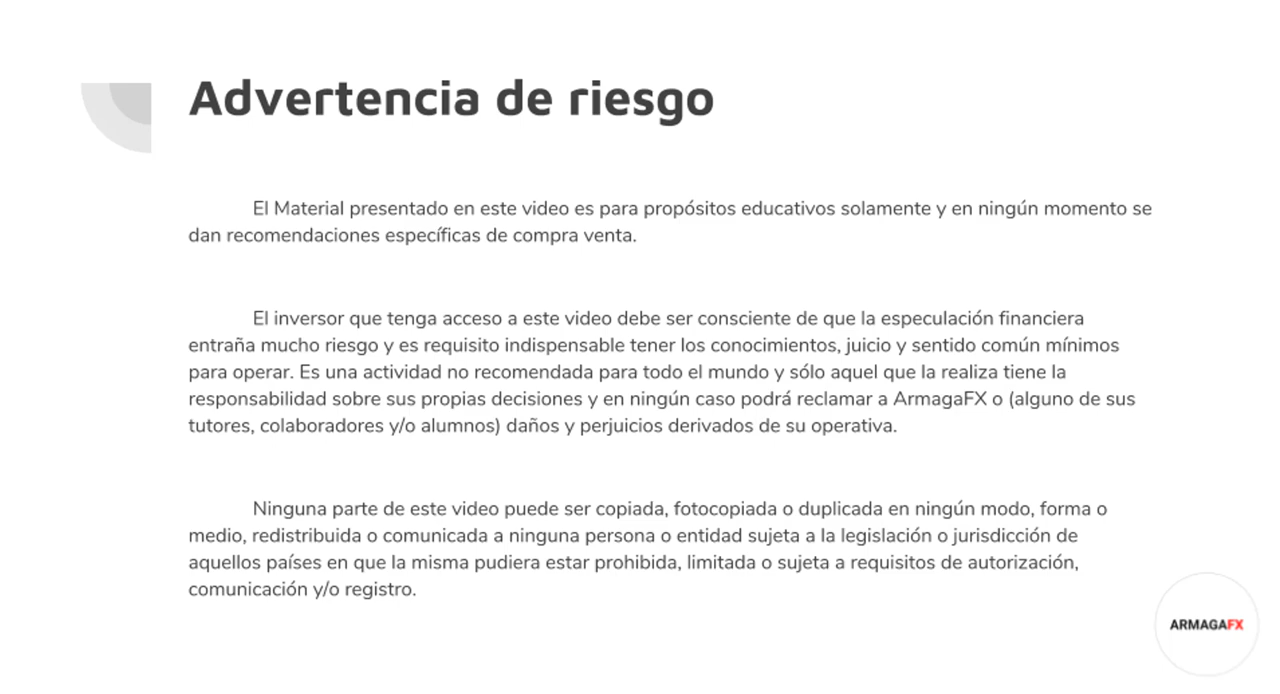 Advertencia de riesgo
El Material presentado en este video es para propósitos educativos solamente y en ningún momento se
dan recomendaciones específicas de compra venta.
El inversor que tenga acceso a este video debe ser consciente de que la especulación financiera
entraña mucho riesgo y es requisito indispensable tener los conocimientos, juicio y sentido común mínimos
para operar. Es una actividad no recomendada para todo el mundo y sólo aquel que la realiza tiene la
responsabilidad sobre sus propias decisiones y en ningún caso podrá reclamar a ArmagaFX o (alguno de sus
tutores, colaboradores y/o alumnos) daños y perjuicios derivados de su operativa.
Ninguna parte de este video puede ser copiada, fotocopiada o duplicada en ningún modo, forma o
medio, redistribuida o comunicada a ninguna persona o entidad sujeta a la legislación o jurisdicción de
aquellos países en que la misma pudiera estar prohibida, limitada o sujeta a requisitos de autorización,
comunicación y/o registro.
ARMAGAFX